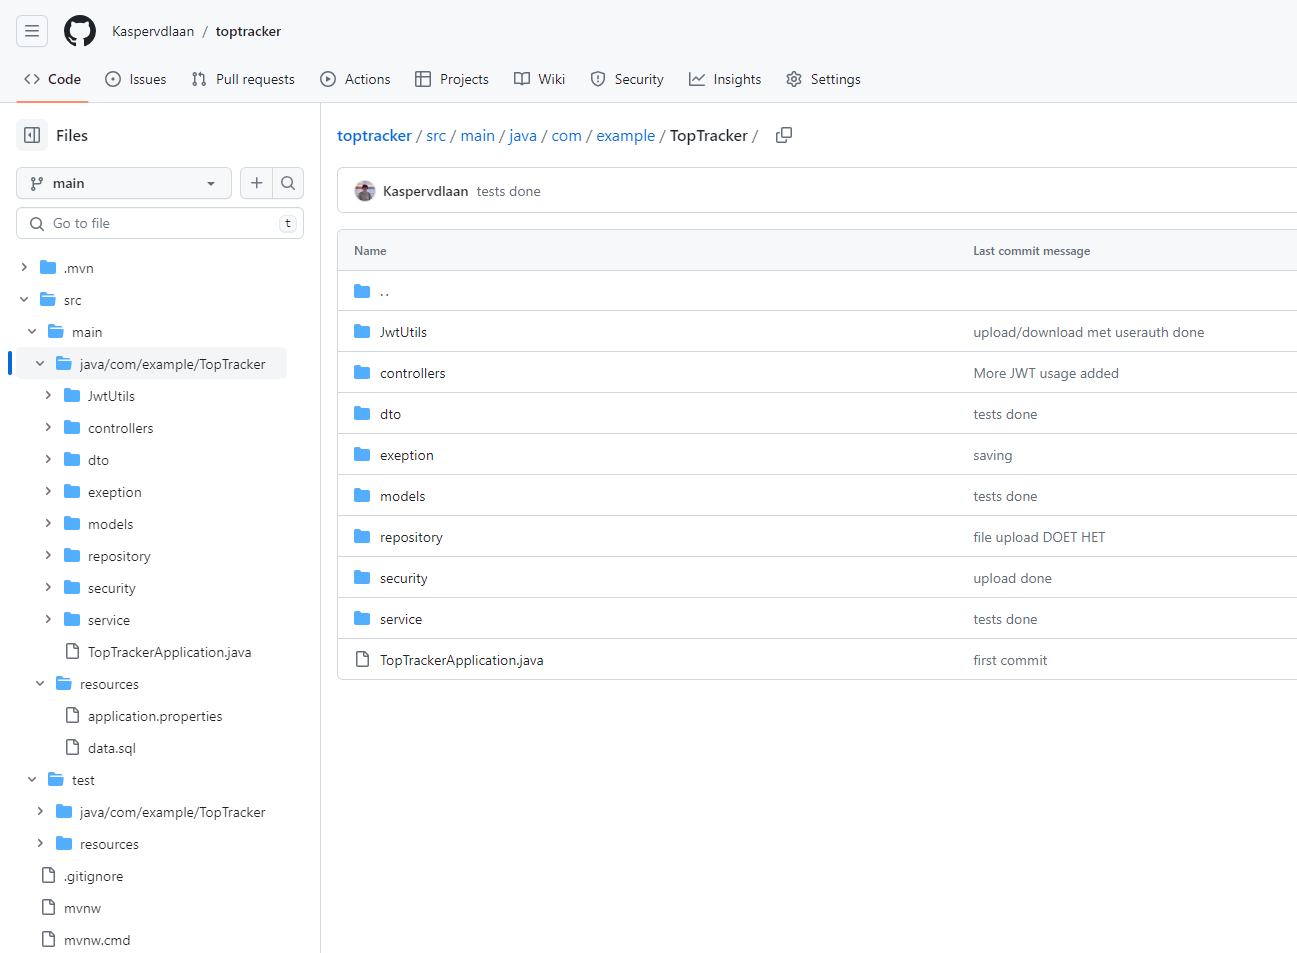 Kaspervdlaan / toptracker
Code Issues Pull requests Actions Projects Wiki Security Insights Settings
Files
main
Go to file t
.mvn
src
main
java/com/example/TopTracker
JwtUtils
controllers
dto
exeption
models
repository
security
service
TopTrackerApplication.java
resources
application.properties
data.sql
test
java/com/example/TopTracker
resources
.gitignore
mvnw
mvnw.cmd
toptracker / src / main / java / com / example / TopTracker /
Kaspervdlaan tests done
Name Last commit message
..
JwtUtils upload/download met userauth done
controllers More JWT usage added
dto tests done
exeption saving
models tests done
repository file upload DOET HET
security upload done
service tests done
TopTrackerApplication.java first commit